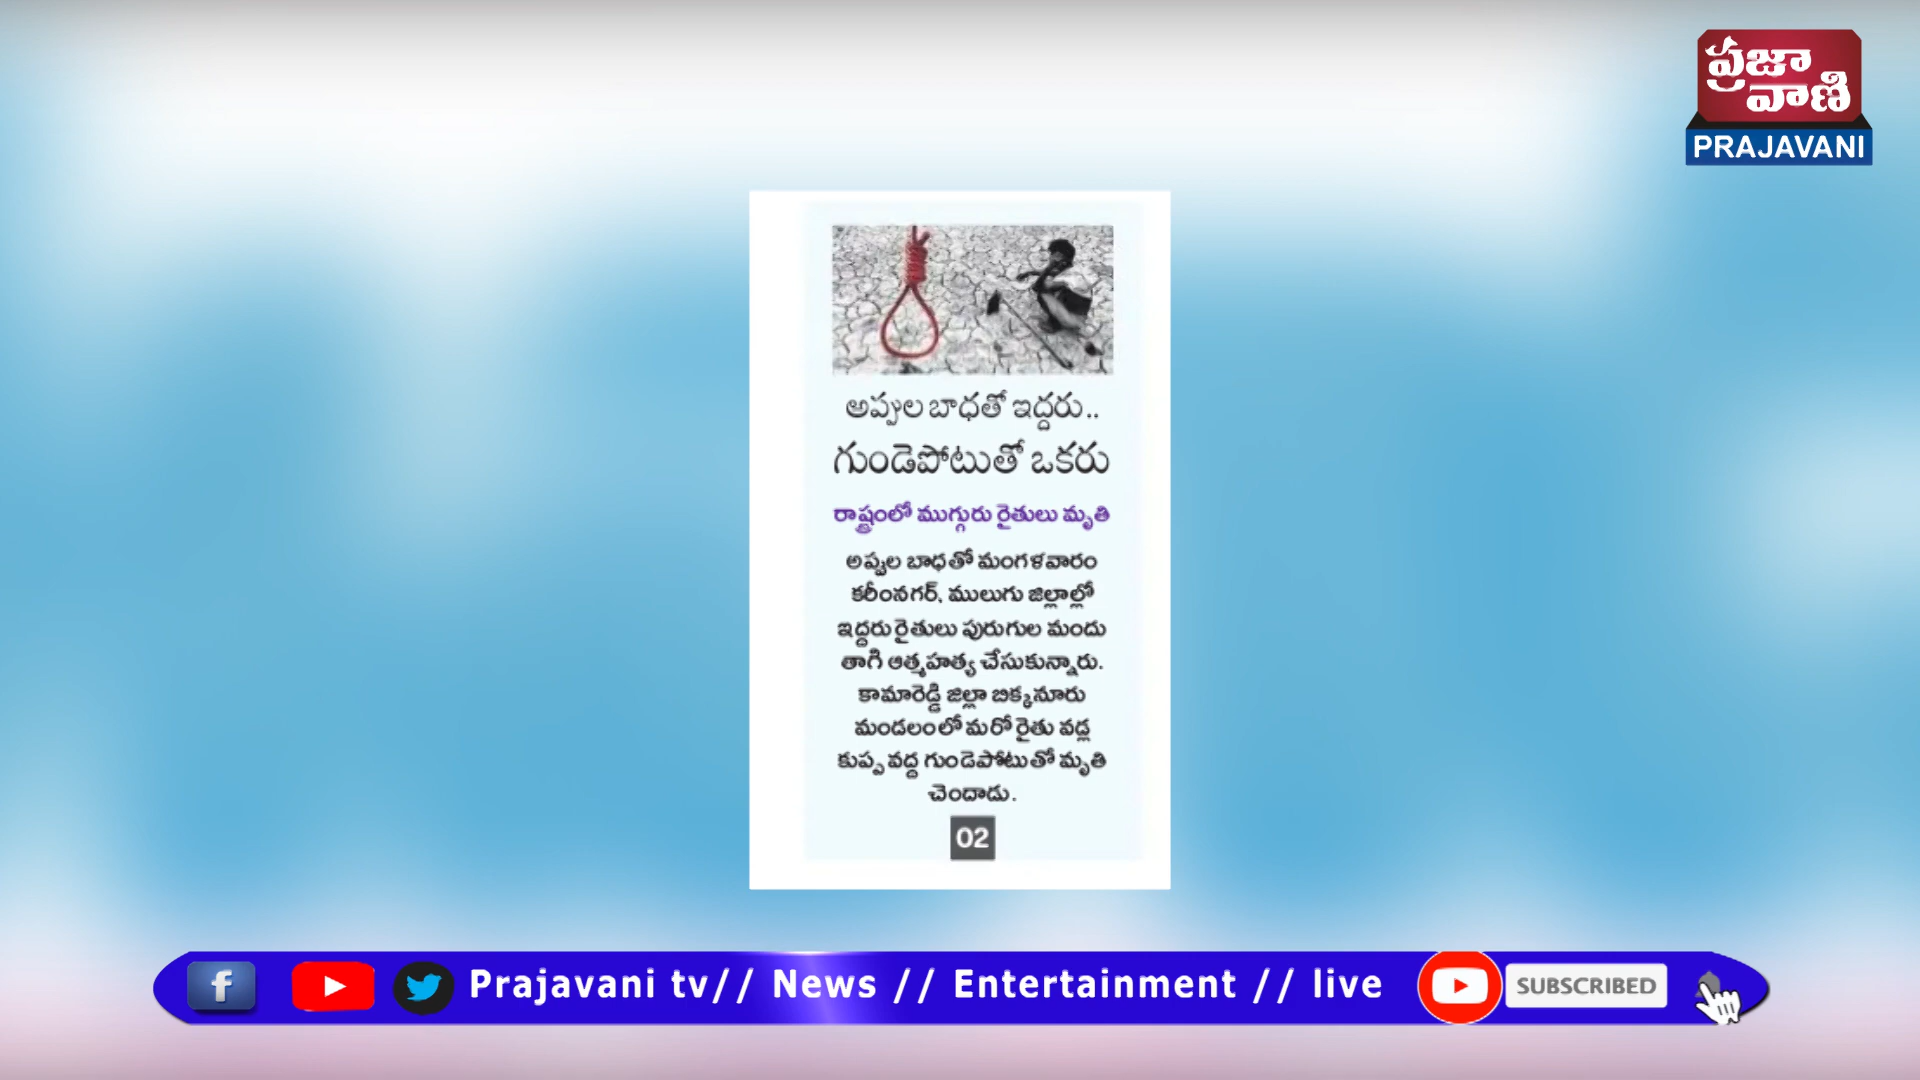 ప్రజా
వాణి
PRAJAVANI
అప్పుల బాధతో ఇద్దరు..
గుండెపోటుతో ఒకరు
రాష్ట్రంలో ముగ్గురు రైతులు మృతి
అప్పుల బాధతో మంగళవారం
కరీంనగర్, ములుగు జిల్లాల్లో
ఇద్దరు రైతులు పురుగుల మందు
తాగి ఆత్మహత్య చేసుకున్నారు.
కామారెడ్డి జిల్లా బిక్కనూరు
మండలంలో మరో రైతు వడ్ల
కుప్ప వద్ద గుండెపోటుతో మృతి
చెందాడు.
02
Prajavani tv// News // Entertainment // live
SUBSCRIBED